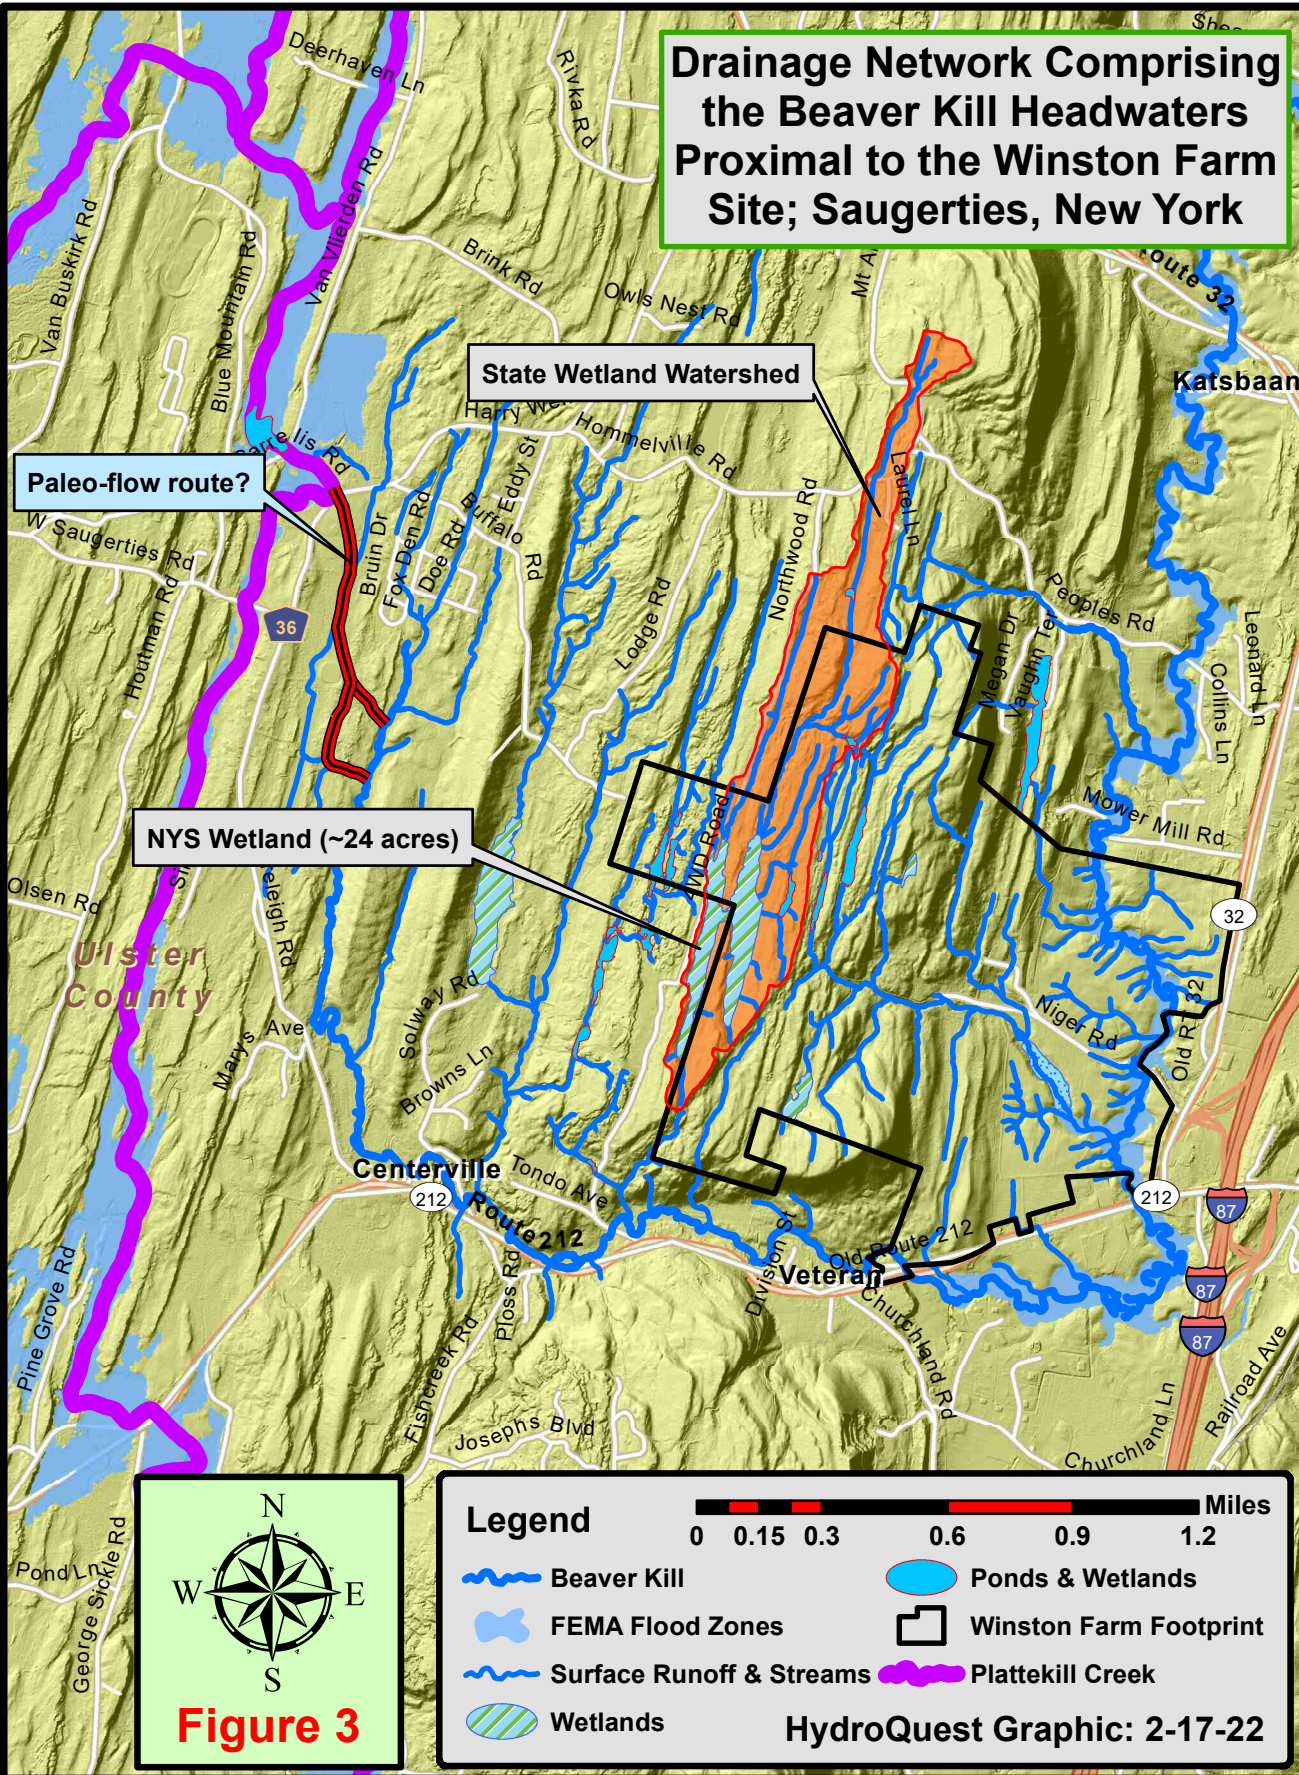 Drainage Network Comprising
the Beaver Kill Headwaters
Proximal to the Winston Farm
Site; Saugerties, New York
Deerhaven Ln
Rivka Rd
Van Buskirk Rd
Blue Mountain Rd
Van Vlierden Rd
Brink Rd
Owls Nest Rd
Route 32
Katsbaan
State Wetland Watershed
Hommelville Rd
Paleo-flow route?
W Saugerties Rd
Houtman Rd
36
Bruin Dr
Fox Den Rd
Doe Rd
Eddy St
Buffalo Rd
Lodge Rd
Northwood Rd
Laurel Ln
Peoples Rd
Megan Dr
Vaughn Ter
Leonard Ln
Collins Ln
Mower Mill Rd
NYS Wetland (~24 acres)
4WD Road
Olsen Rd
32
Ulster
County
Solway Rd
Marys Ave
Browns Ln
Niger Rd
Old RT 32
Centerville
212
Tondo Ave
Route 212
212
87
Division St
Old Route 212
Veteran
87
87
Pine Grove Rd
Ploss Rd
Fishcreek Rd
Churchland Rd
Josephs Blvd
Churchland Ln
Railroad Ave
Pond Ln
George Sickle Rd
N
W
E
S
Figure 3
Legend
Miles
0 0.15 0.3 0.6 0.9 1.2
Beaver Kill
Ponds & Wetlands
FEMA Flood Zones
Winston Farm Footprint
Surface Runoff & Streams
Plattekill Creek
Wetlands
HydroQuest Graphic: 2-17-22